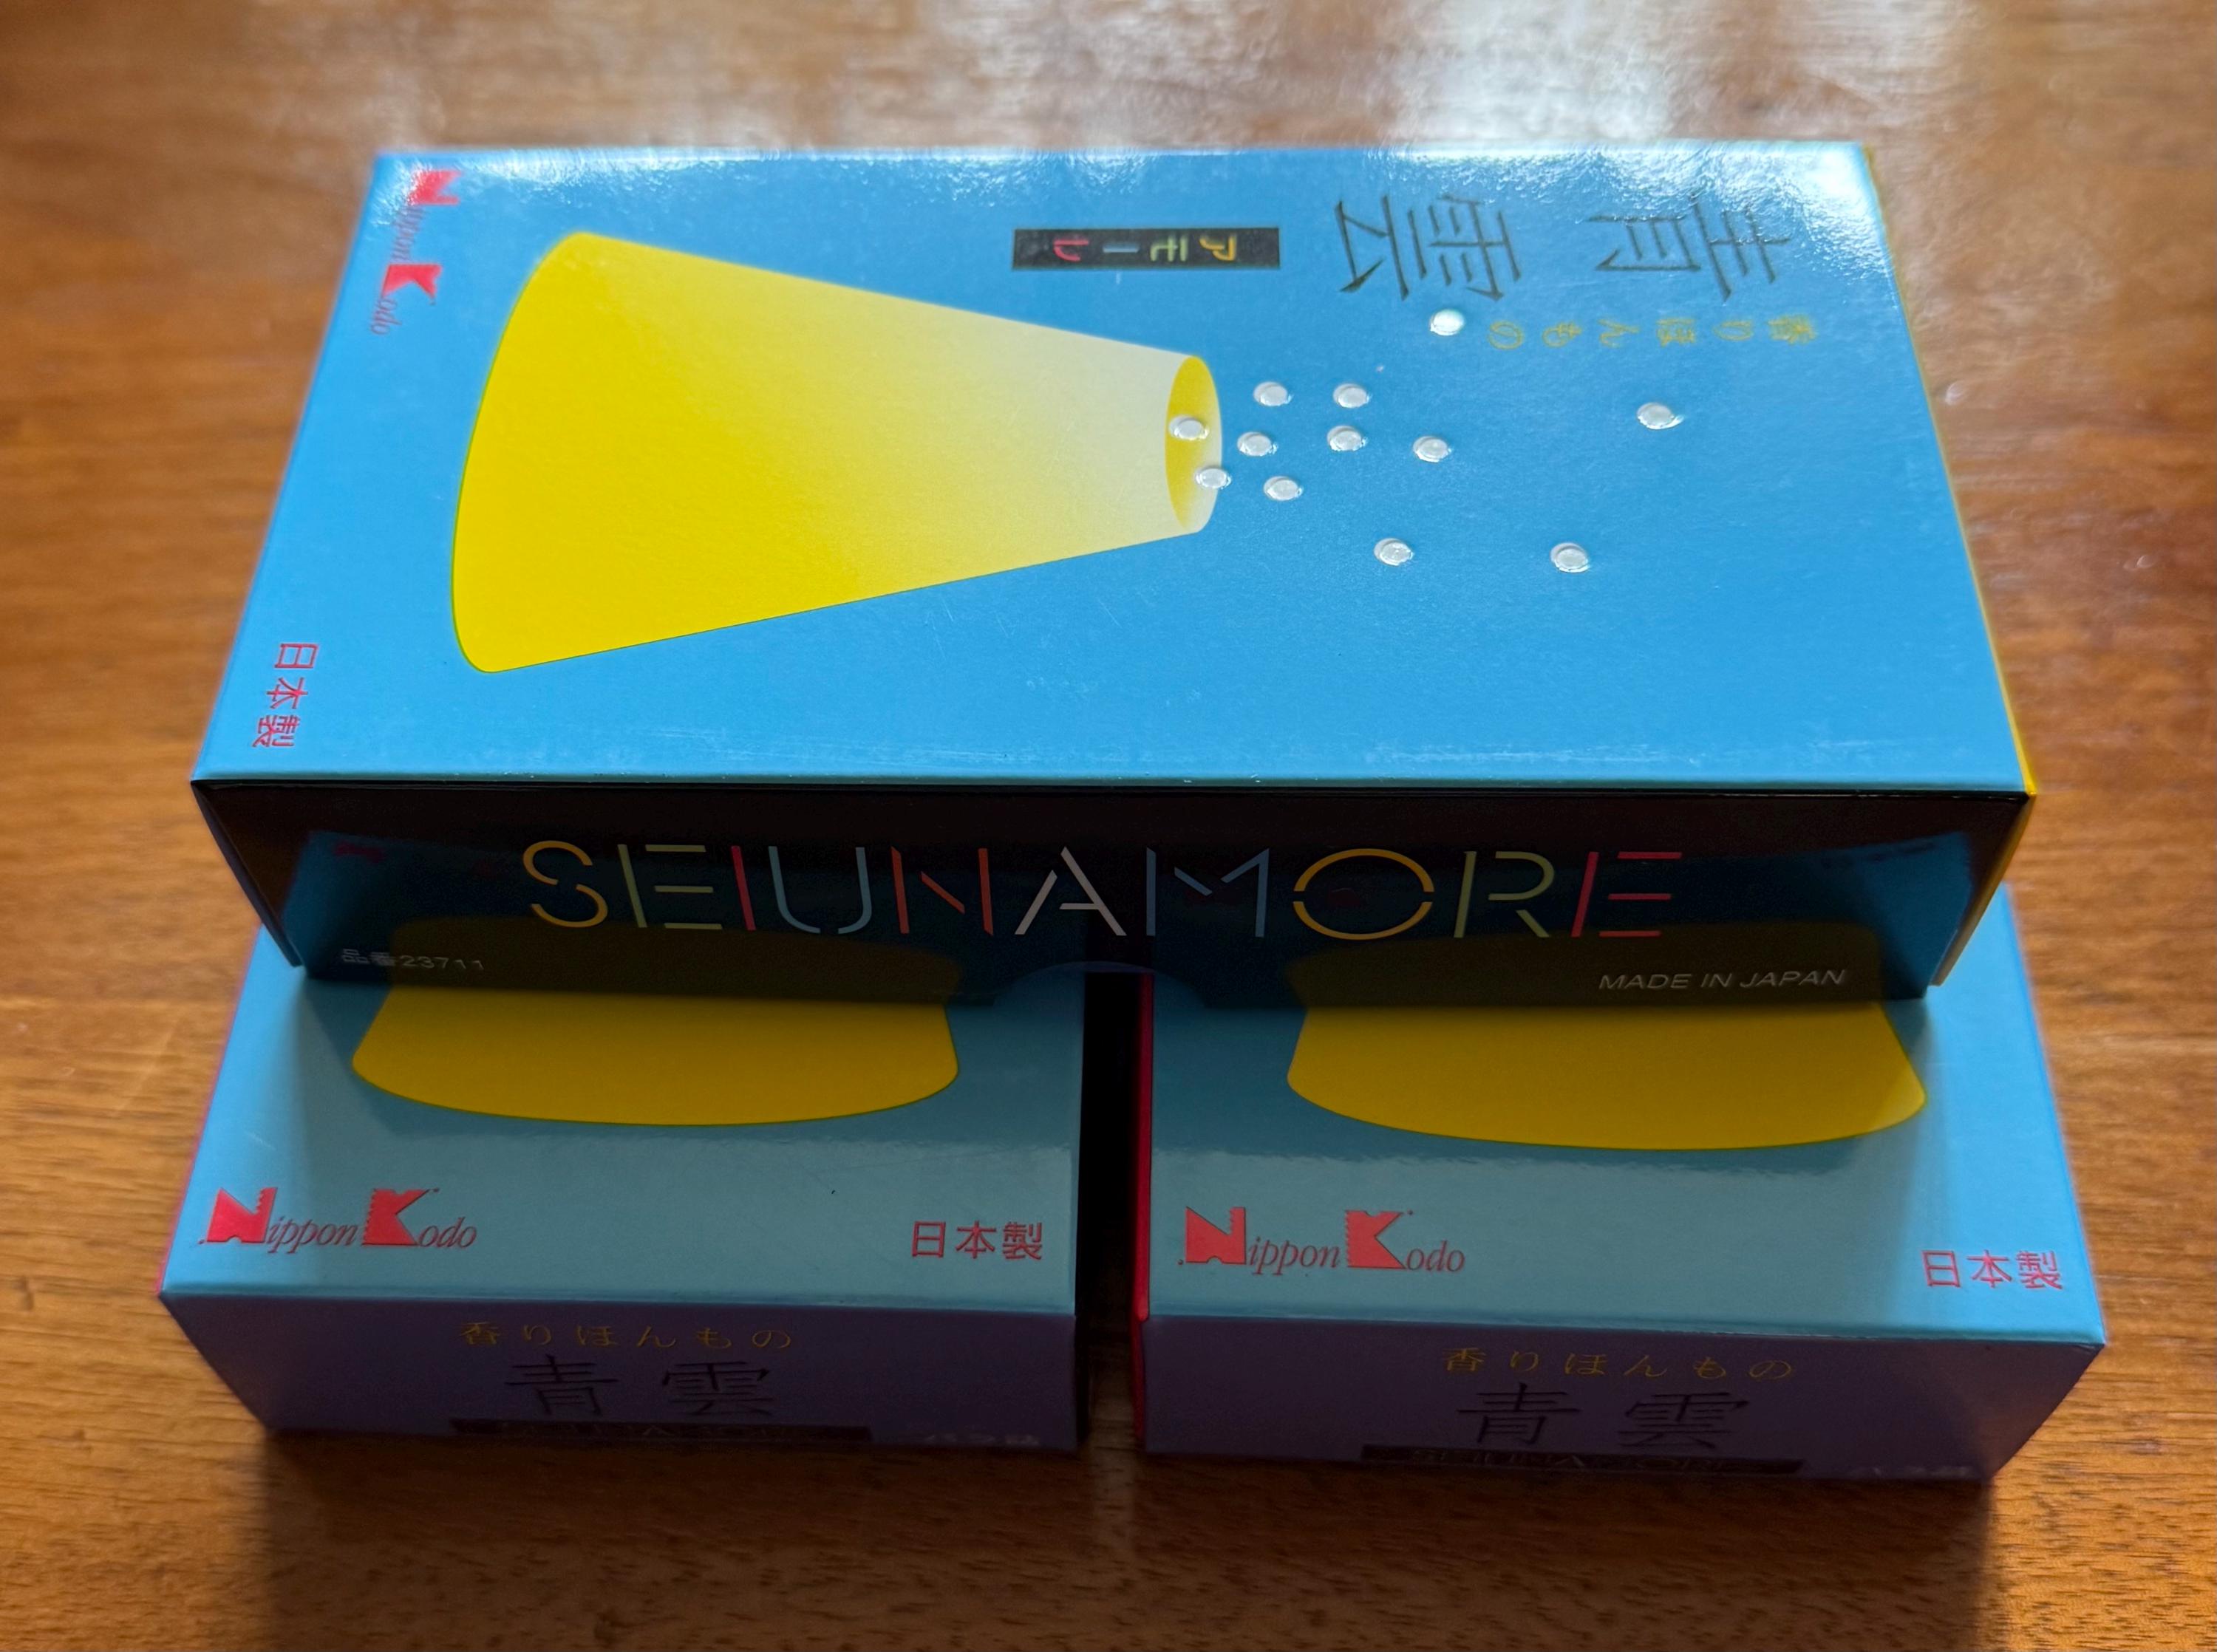 香りほんもの
青雲
アモーレ
Nippon Kodo
日本製
SEIUNAMORE
品番23711
MADE IN JAPAN
Nippon Kodo
日本製
香りほんもの
青雲
Nippon Kodo
日本製
香りほんもの
青雲